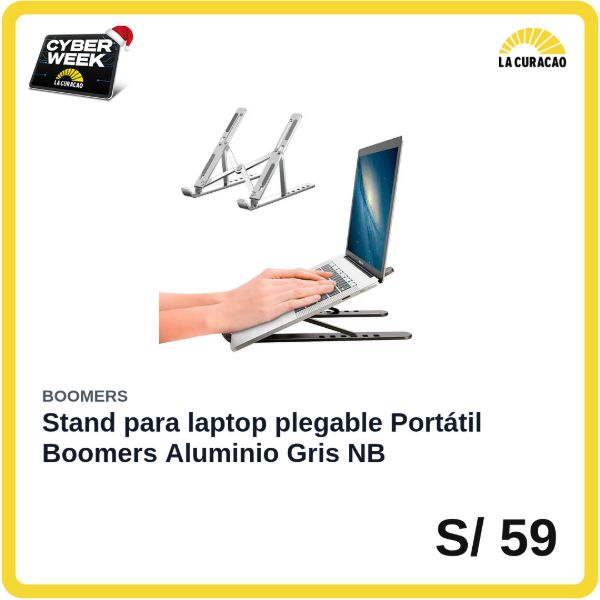 CYBER
WEEK
LA CURACAO
LA CURACAO
BOOMERS
Stand para laptop plegable Portátil
Boomers Aluminio Gris NB
S/ 59